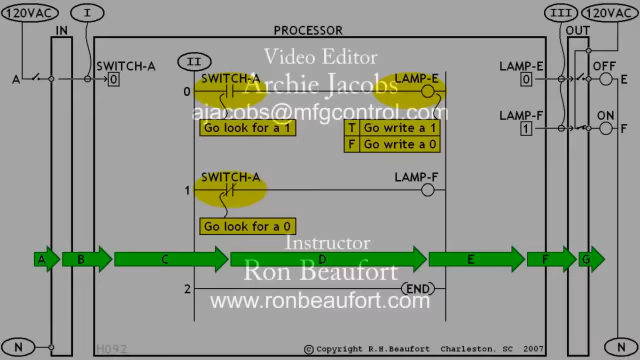 120VAC I PROCESSOR III 120VAC
IN OUT
Video Editor
SWITCH-A II SWITCH-A LAMP-E LAMP-E OFF
A 0 0 Archie Jacobs 0 E
ajacobs@mfgcontrol.com
LAMP-F ON
Go look for a 1 T Go write a 1 1 F
F Go write a 0
SWITCH-A LAMP-F
1
Go look for a 0
Instructor
A B C D E F G
Ron Beaufort
2 END
www.ronbeaufort.com
N H092 © Copyright R.H.Beaufort Charleston, SC 2007 N